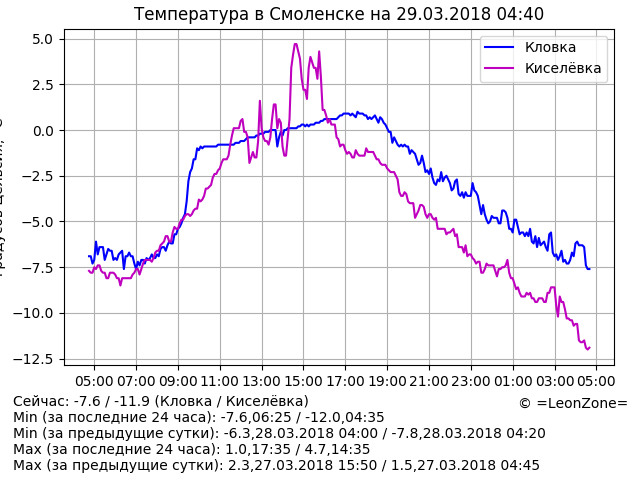 Температура в Смоленске на 29.03.2018 04:40
5.0
2.5
0.0
−2.5
−5.0
−7.5
−10.0
−12.5
Кловка
Киселёвка
05:00 07:00 09:00 11:00 13:00 15:00 17:00 19:00 21:00 23:00 01:00 03:00 05:00
Сейчас: -7.6 / -11.9 (Кловка / Киселёвка)
© =LeonZone=
Min (за последние 24 часа): -7.6,06:25 / -12.0,04:35
Min (за предыдущие сутки): -6.3,28.03.2018 04:00 / -7.8,28.03.2018 04:20
Max (за последние 24 часа): 1.0,17:35 / 4.7,14:35
Max (за предыдущие сутки): 2.3,27.03.2018 15:50 / 1.5,27.03.2018 04:45